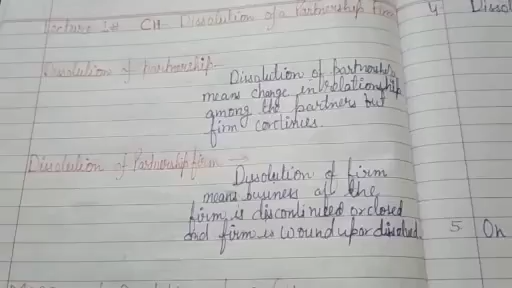 Lecture 1# CH Dissolution of a Partnership Firm
Dissolution of partnership
Dissolution of partnership
means change in relationship
among the partners but
firm continues.
Dissolution of Partnership firm →
Dissolution of firm
means business of the
firm is discontinued or closed
and firm is wound up or dissolved.
4 Dissol
5 On